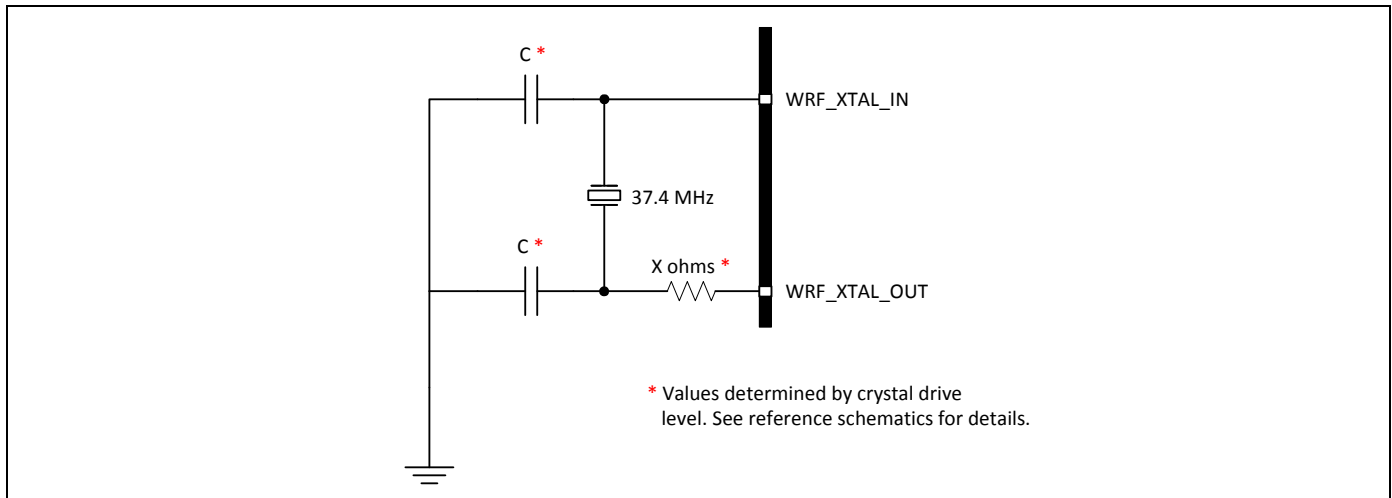 C *
WRF_XTAL_IN
37.4 MHz
C *
X ohms *
WRF_XTAL_OUT
* Values determined by crystal drive
level. See reference schematics for details.